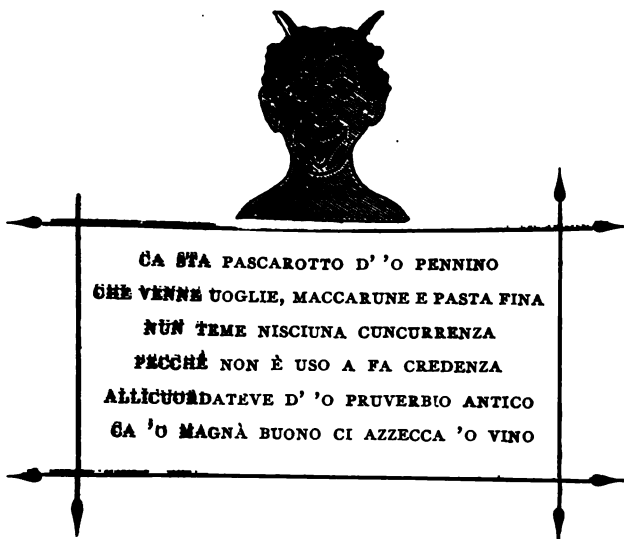 CA STA PASCAROTTO D' 'O PENNINO
CHE VENNE UOGLIE, MACCARUNE E PASTA FINA
NUN TEME NISCIUNA CUNCURRENZA
PECCHÈ NON È USO A FA CREDENZA
ALLICUORDATEVE D' 'O PRUVERBIO ANTICO
CA 'O MAGNÀ BUONO CI AZZECCA 'O VINO